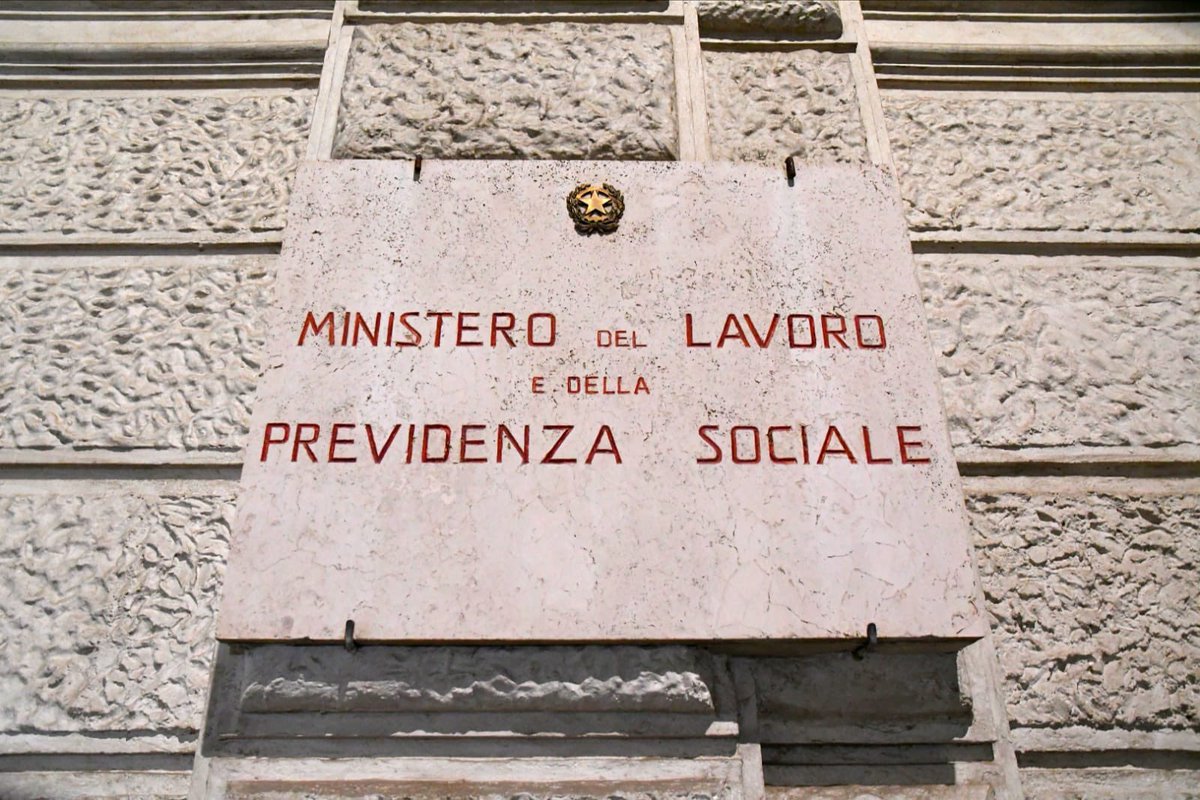 MINISTERO DEL LAVORO
E DELLA
PREVIDENZA SOCIALE